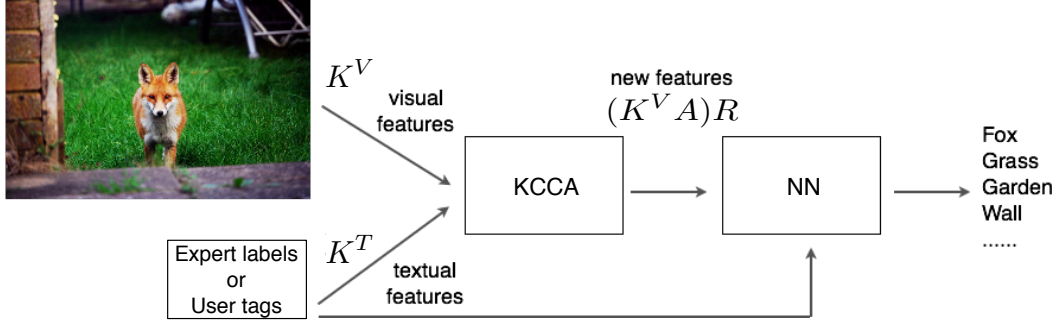 K^V
visual
features
new features
(K^V A)R
KCCA
NN
Fox
Grass
Garden
Wall
......
Expert labels
or
User tags
K^T
textual
features